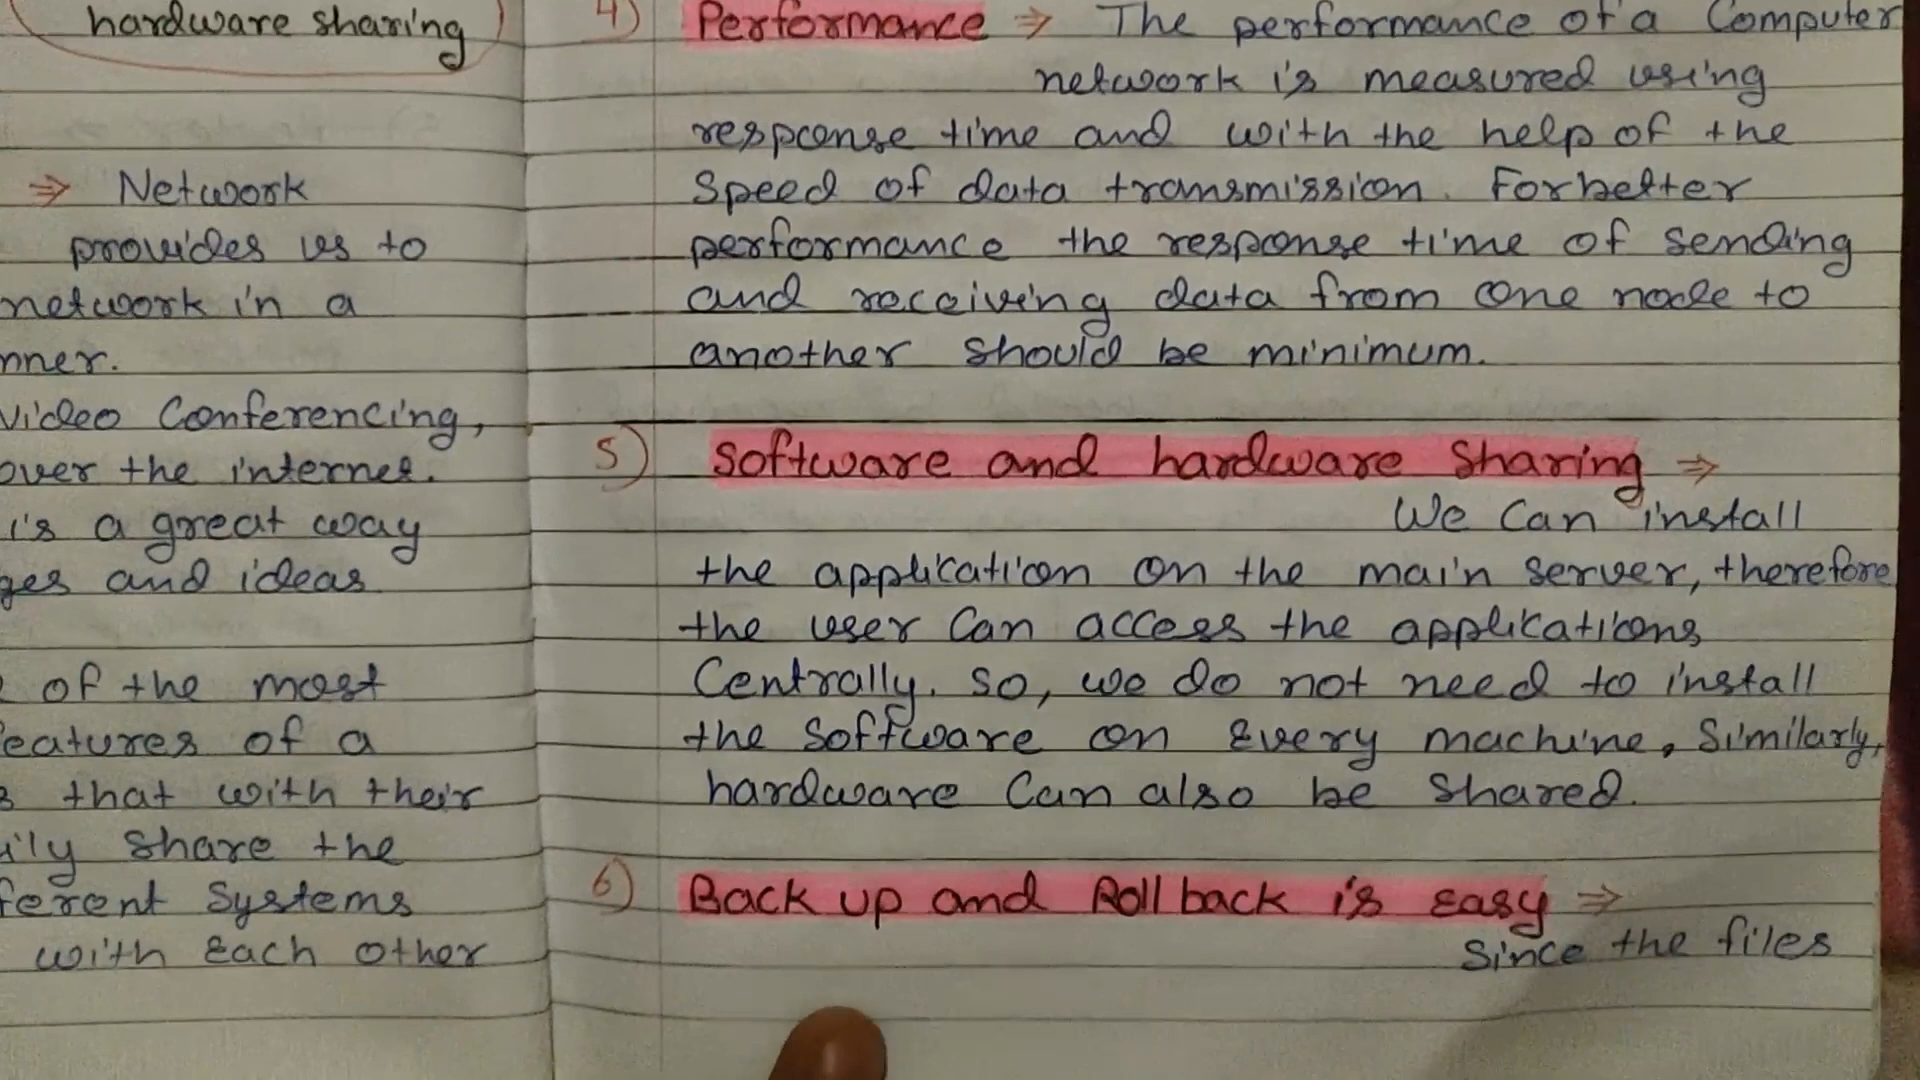 hardware sharing
⇒ Network
provides us to
network in a
nner.
video Conferencing,
over the internet.
is a great way
ges and ideas
of the most
eatures of a
that with their
ily share the
ferent Systems
with Each other
4) Performance ⇒ The performance of a Computer
network is measured using
response time and with the help of the
Speed of data transmission. For better
performance the response time of sending
and receiving data from one node to
another should be minimum.
5) Software and hardware Sharing ⇒
We Can install
the application on the main server, therefore
the user Can access the applications
Centrally. So, we do not need to install
the Software on Every machine. Similarly,
hardware Can also be Shared.
6) Back up and Roll back is Easy ⇒
Since the files